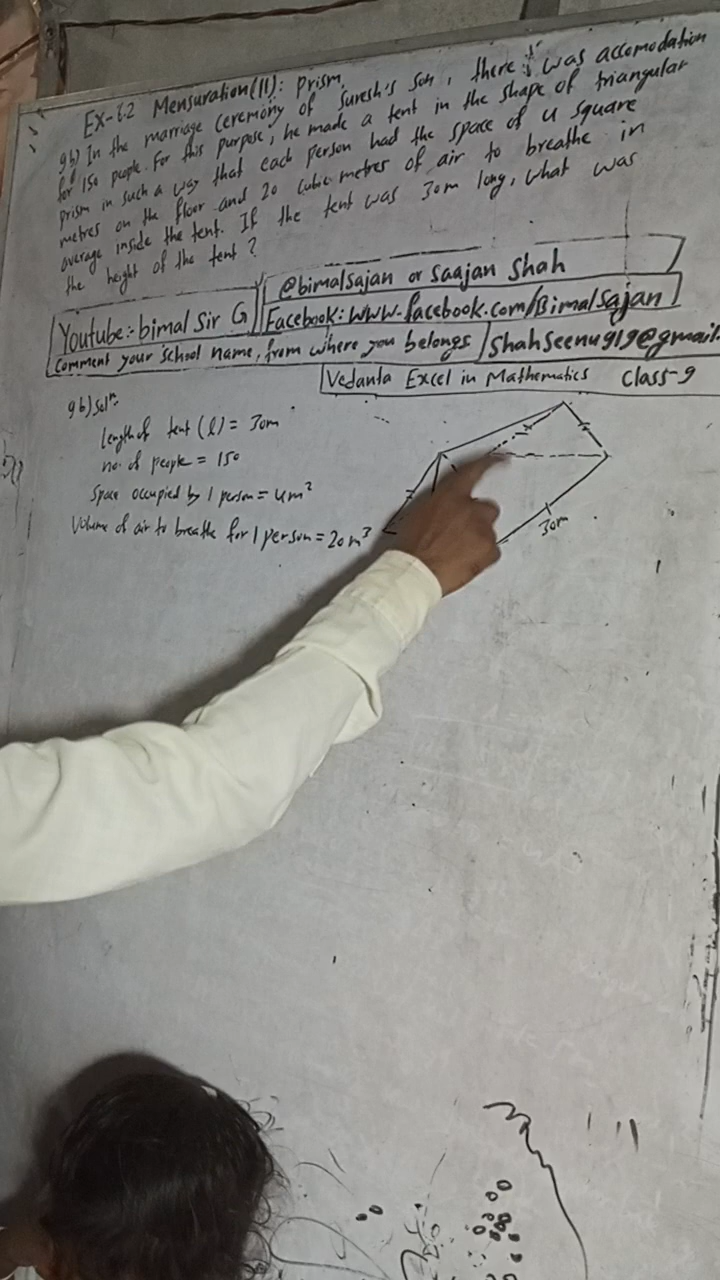 Ex-6.2 Mensuration(II): Prism
9b) In the marriage ceremony of Suresh's son, there was accomodation
for 150 people. For this purpose, he made a tent in the shape of triangular
prism in such a way that each person had the space of 4 square
metres on the floor and 20 cubic metres of air to breathe in
average inside the tent. If the tent was 30m long, what was
the height of the tent?
@bimalsajan or saajan shah
Youtube:- bimal Sir G
Facebook: www.facebook.com/Bimalsajan
Comment your school name, from where you belongs
Shahseenu919@gmail.
Vedanta Excel in Mathematics Class-9
9b) Solⁿ:
length of tent (l) = 30m
no. of people = 150
Space occupied by 1 person = 4m²
Volume of air to breathe for 1 person = 20m³
30m